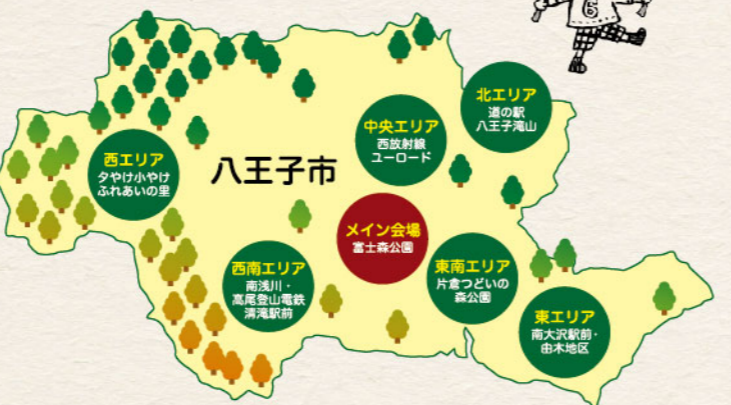 6
北エリア
道の駅
八王子滝山
中央エリア
西放射線
ユーロード
西エリア
夕やけ小やけ
ふれあいの里
八王子市
メイン会場
富士森公園
西南エリア
南浅川・
高尾登山電鉄
清滝駅前
東南エリア
片倉つどいの
森公園
東エリア
南大沢駅前・
由木地区